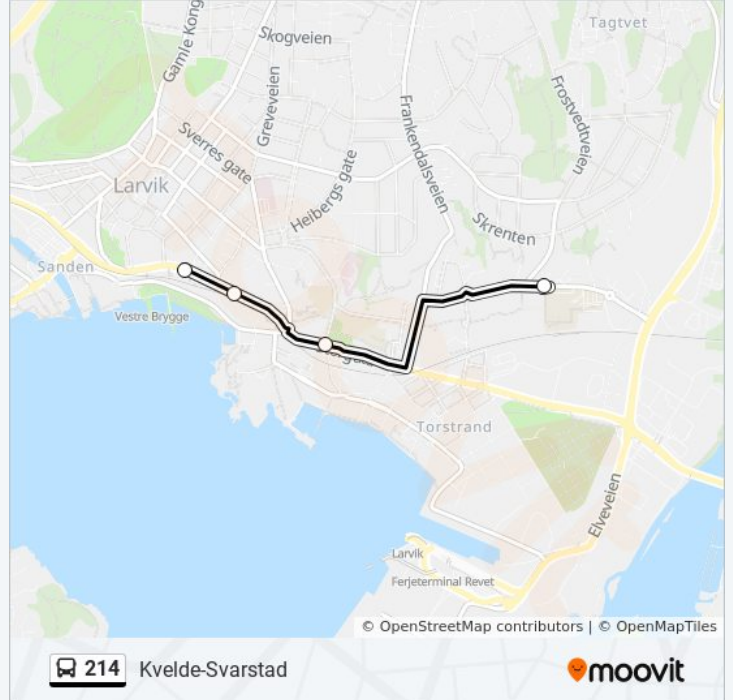 Tagtvet
Gamle Kong
Skogveien
Greveveien
Frankendalsveien
Frostvedtveien
Sverres gate
Heibergs gate
Larvik
Skrenten
Sanden
Vestre Brygge
Torstrand
Elveveien
Larvik
Ferjeterminal Revet
© OpenStreetMap contributors | © OpenMapTiles
214 Kvelde-Svarstad
moovit